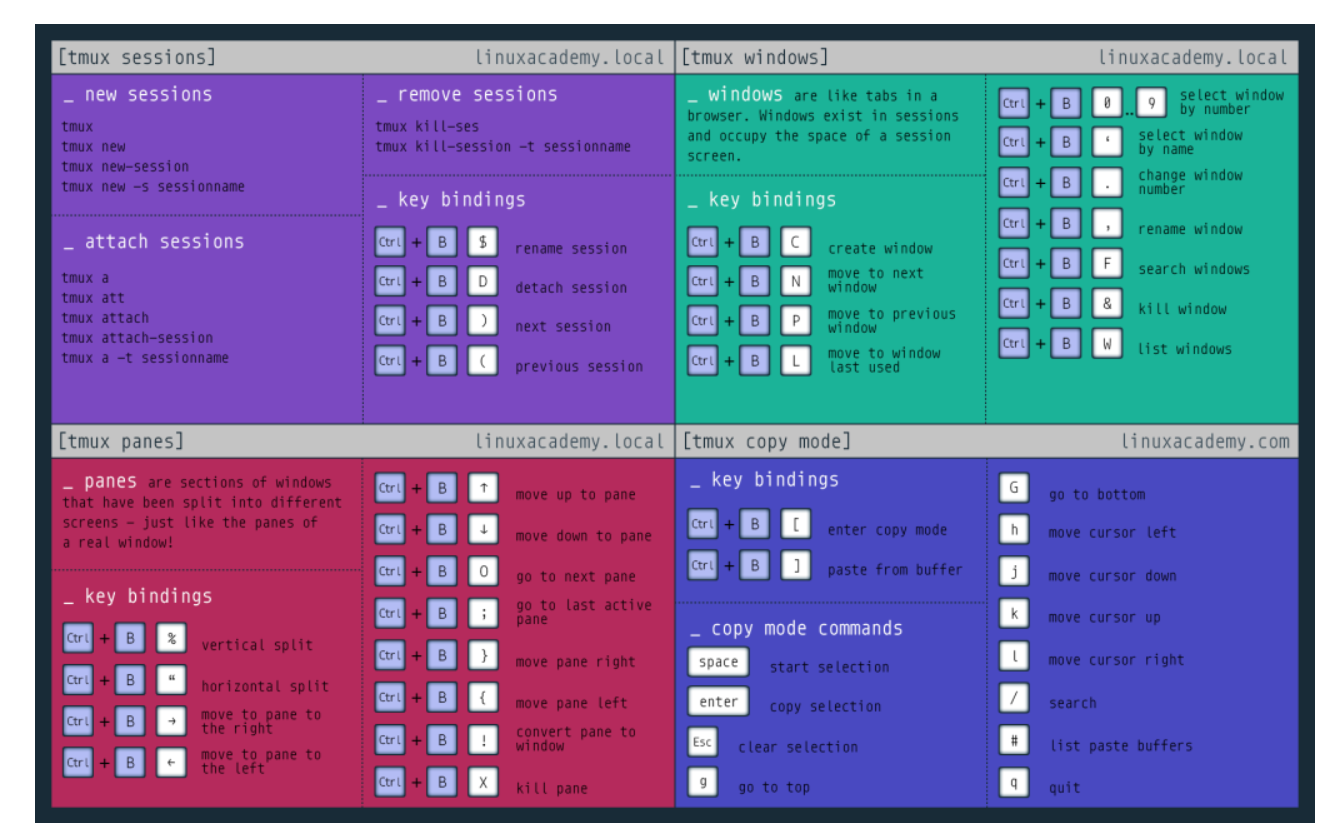 [tmux sessions] linuxacademy.local
_ new sessions
tmux
tmux new
tmux new-session
tmux new -s sessionname
_ attach sessions
tmux a
tmux att
tmux attach
tmux attach-session
tmux a -t sessionname
_ remove sessions
tmux kill-ses
tmux kill-session -t sessionname
_ key bindings
Ctrl + B $ rename session
Ctrl + B D detach session
Ctrl + B ) next session
Ctrl + B ( previous session
[tmux windows] linuxacademy.local
_ windows are like tabs in a
browser. Windows exist in sessions
and occupy the space of a session
screen.
_ key bindings
Ctrl + B C create window
Ctrl + B N move to next
window
Ctrl + B P move to previous
window
Ctrl + B L move to window
last used
Ctrl + B 0 .. 9 select window
by number
Ctrl + B ‘ select window
by name
Ctrl + B . change window
number
Ctrl + B , rename window
Ctrl + B F search windows
Ctrl + B & kill window
Ctrl + B W list windows
[tmux panes] linuxacademy.local
_ panes are sections of windows
that have been split into different
screens – just like the panes of
a real window!
_ key bindings
Ctrl + B % vertical split
Ctrl + B “ horizontal split
Ctrl + B → move to pane to
the right
Ctrl + B ← move to pane to
the left
Ctrl + B ↑ move up to pane
Ctrl + B ↓ move down to pane
Ctrl + B O go to next pane
Ctrl + B ; go to last active
pane
Ctrl + B } move pane right
Ctrl + B { move pane left
Ctrl + B ! convert pane to
window
Ctrl + B X kill pane
[tmux copy mode] linuxacademy.com
_ key bindings
Ctrl + B [ enter copy mode
Ctrl + B ] paste from buffer
_ copy mode commands
space start selection
enter copy selection
Esc clear selection
g go to top
G go to bottom
h move cursor left
j move cursor down
k move cursor up
l move cursor right
/ search
# list paste buffers
q quit